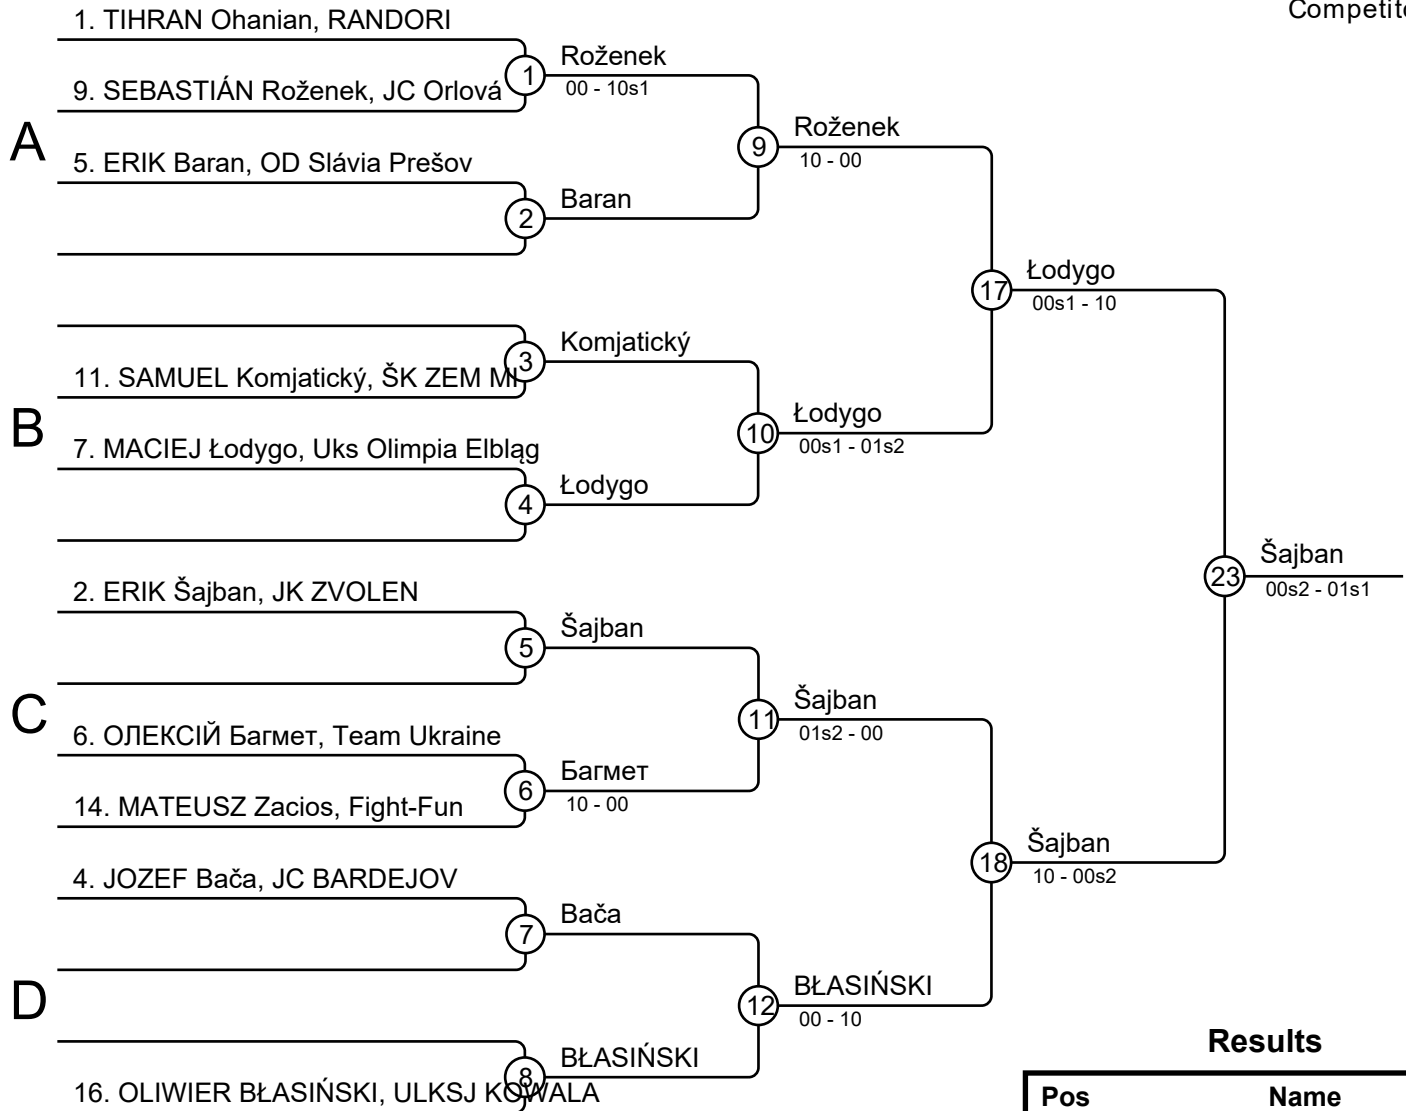 Competit
1. TIHRAN Ohanian, RANDORI
9. SEBASTIÁN Roženek, JC Orlová
1
Roženek
00 - 10s1
A
5. ERIK Baran, OD Slávia Prešov
2
Baran
9
Roženek
10 - 00
3
Komjatický
11. SAMUEL Komjatický, ŠK ZEM MI
B
7. MACIEJ Łodygo, Uks Olimpia Elbląg
4
Łodygo
10
Łodygo
00s1 - 01s2
17
Łodygo
00s1 - 10
2. ERIK Šajban, JK ZVOLEN
5
Šajban
C
6. ОЛЕКСІЙ Багмет, Team Ukraine
6
Багмет
10 - 00
14. MATEUSZ Zacios, Fight-Fun
11
Šajban
01s2 - 00
4. JOZEF Bača, JC BARDEJOV
7
Bača
D
8
BŁASIŃSKI
16. OLIWIER BŁASIŃSKI, ULKSJ KOWALA
12
BŁASIŃSKI
00 - 10
18
Šajban
10 - 00s2
23
Šajban
00s2 - 01s1
Results
Pos Name